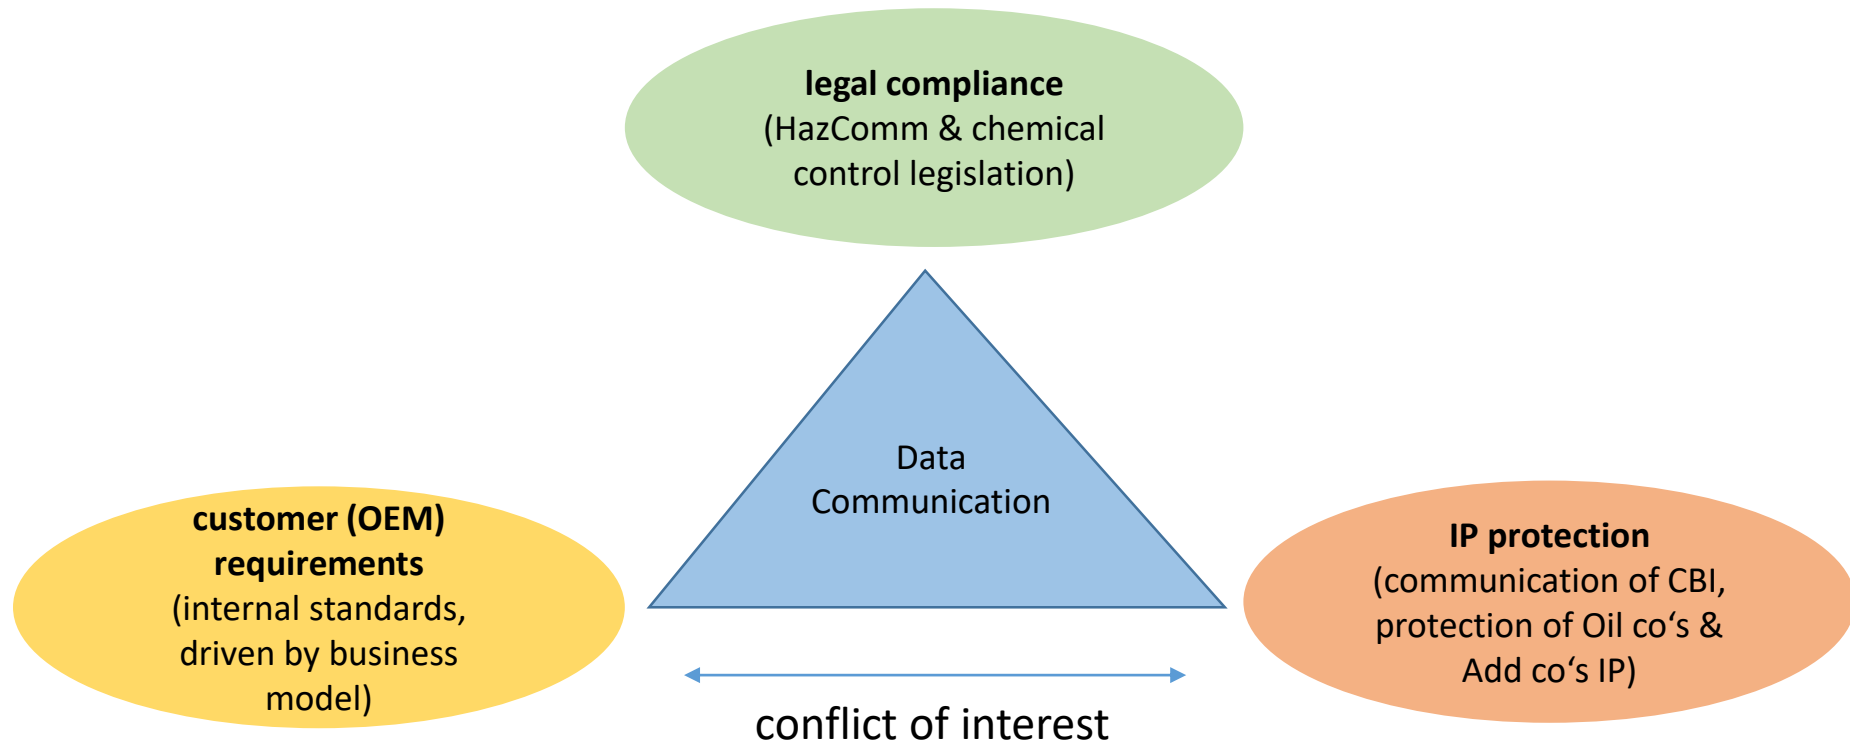 legal compliance
(HazComm & chemical
control legislation)
Data
Communication
customer (OEM)
requirements
(internal standards,
driven by business
model)
IP protection
(communication of CBI,
protection of Oil co‘s &
Add co‘s IP)
conflict of interest